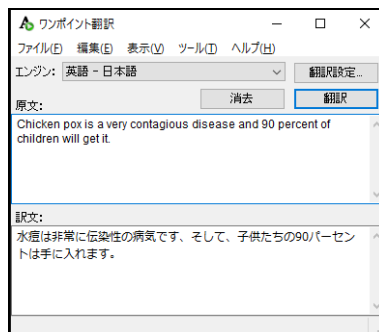 ワンポイント翻訳
ファイル(F) 編集(E) 表示(V) ツール(T) ヘルプ(H)
エンジン: 英語 - 日本語 翻訳設定...
原文: 消去 翻訳
Chicken pox is a very contagious disease and 90 percent of
children will get it.
訳文:
水痘は非常に伝染性の病気です、そして、子供たちの90パーセン
トは手に入れます。